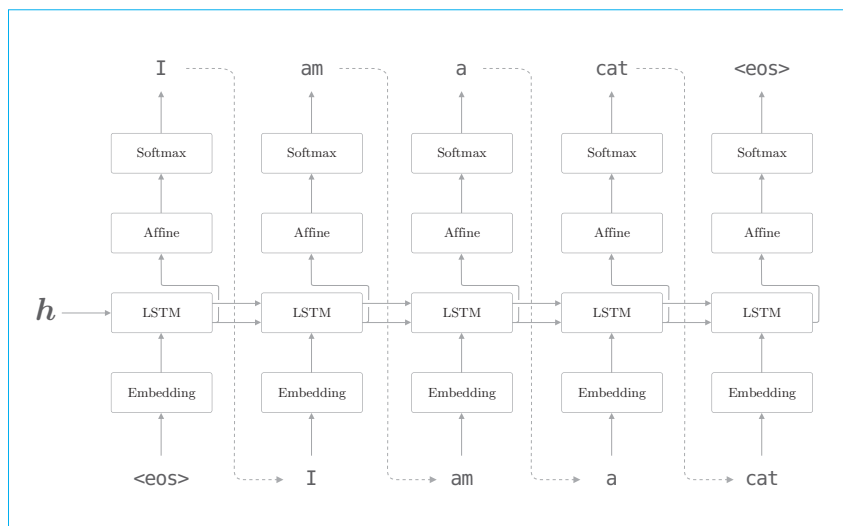 I am a cat <eos>
Softmax Softmax Softmax Softmax Softmax
Affine Affine Affine Affine Affine
h LSTM LSTM LSTM LSTM LSTM
Embedding Embedding Embedding Embedding Embedding
<eos> I am a cat